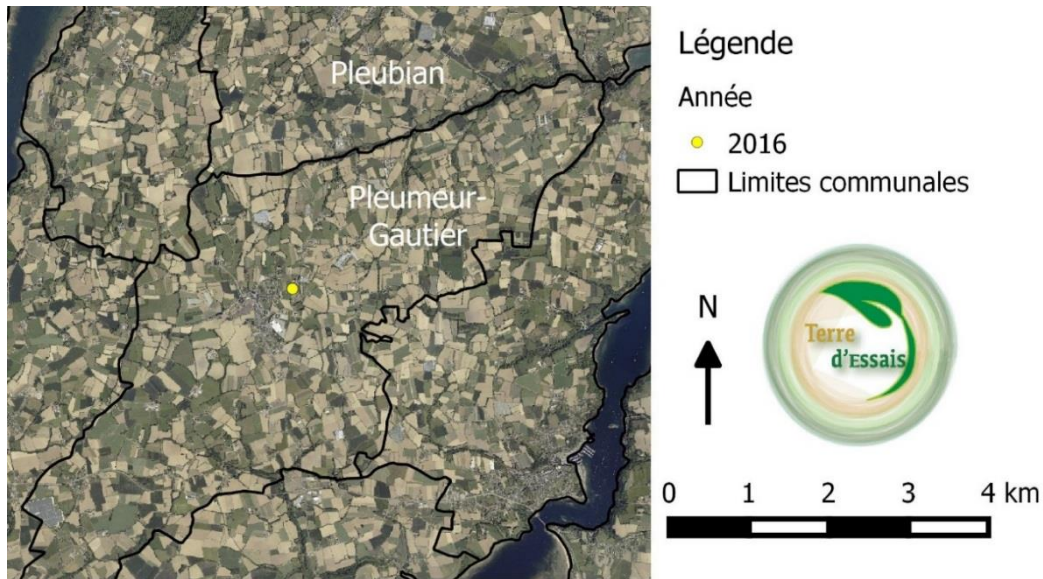 Pleubian
Pleumeur-
Gautier
Légende
Année
2016
Limites communales
N
Terre
d'Essais
0 1 2 3 4 km